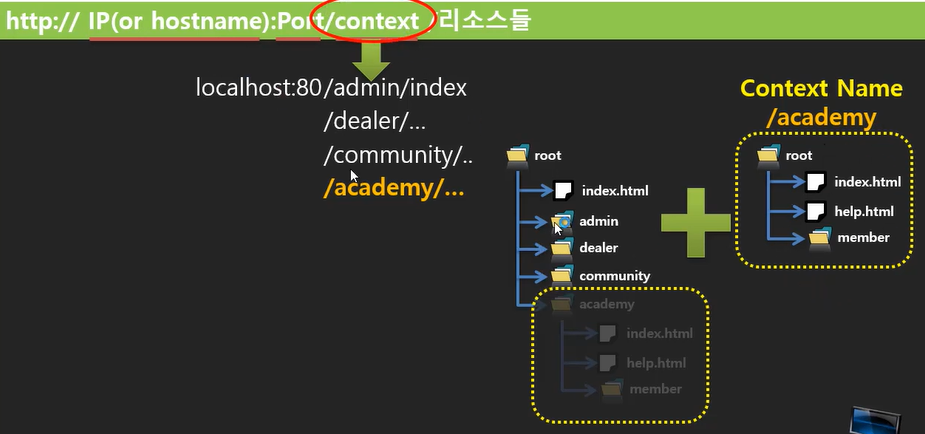 http:// IP(or hostname):Port/context /리소스들
localhost:80/admin/index
/dealer/...
/community/..
/academy/...
root
index.html
admin
dealer
community
academy
index.html
help.html
member
Context Name
/academy
root
index.html
help.html
member